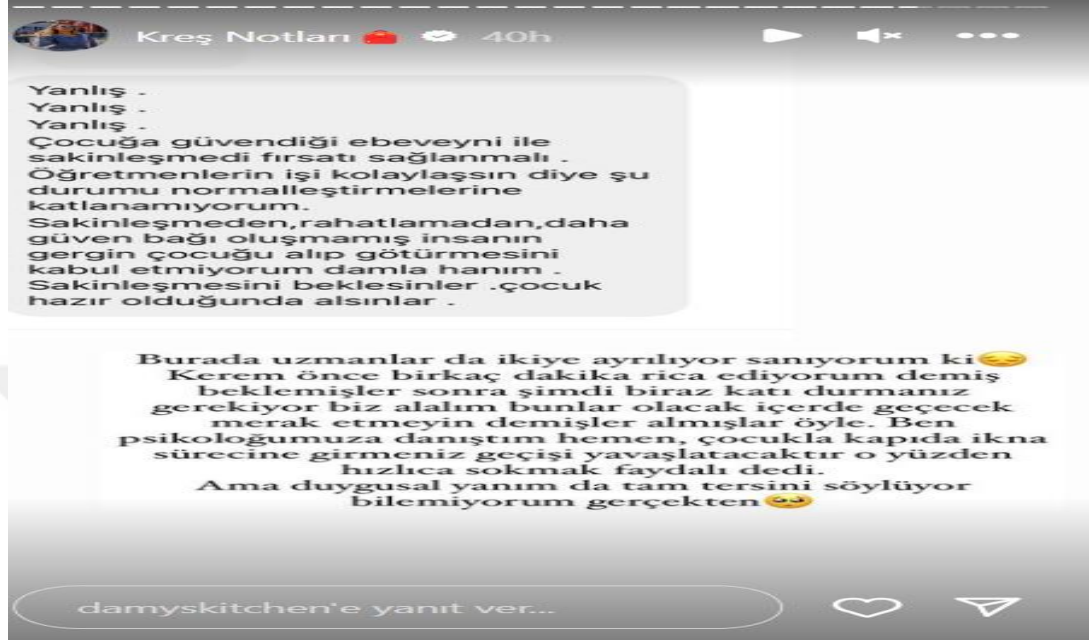 Kreş Notları 40h
Yanlış .
Yanlış .
Yanlış .
Çocuğa güvendiği ebeveyni ile
sakinleşmedi fırsatı sağlanmalı .
Öğretmenlerin işi kolaylaşsın diye şu
durumu normalleştirmelerine
katlanamıyorum.
Sakinleşmeden,rahatlamadan,daha
güven bağı oluşmamış insanın
gergin çocuğu alıp götürmesini
kabul etmiyorum damla hanım .
Sakinleşmesini beklesinler .çocuk
hazır olduğunda alsınlar .
Burada uzmanlar da ikiye ayrılıyor sanıyorum ki😔
Kerem önce birkaç dakika rica ediyorum demiş
beklemişler sonra şimdi biraz katı durmanız
gerekiyor biz alalım bunlar olacak içerde geçecek
merak etmeyin demişler almışlar öyle. Ben
psikoloğumuza danıştım hemen, çocukla kapıda ikna
sürecine girmeniz geçişi yavaşlatacaktır o yüzden
hızlıca sokmak faydalı dedi.
Ama duygusal yanım da tam tersini söylüyor
bilemiyorum gerçekten🥺
damyskitchen'e yanıt ver...